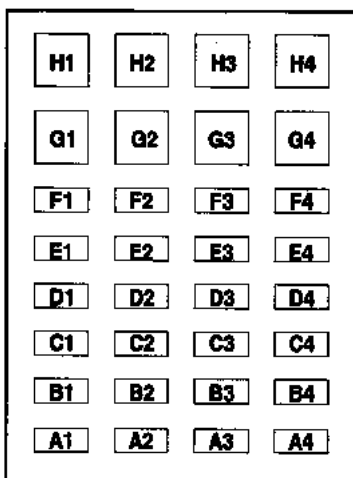 H1 H2 H3 H4
G1 G2 G3 G4
F1 F2 F3 F4
E1 E2 E3 E4
D1 D2 D3 D4
C1 C2 C3 C4
B1 B2 B3 B4
A1 A2 A3 A4